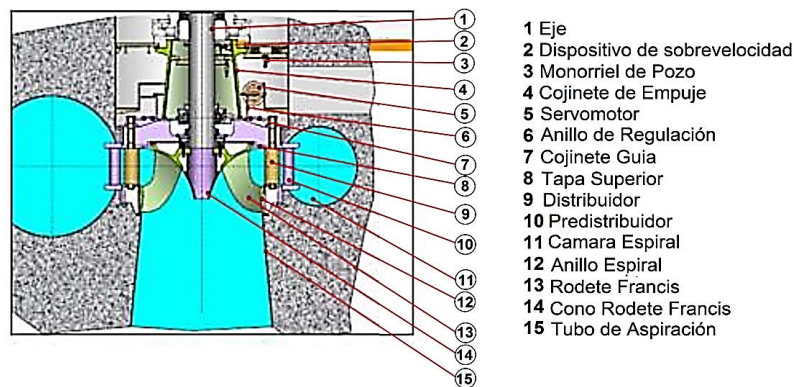 1 Eje
2 Dispositivo de sobrevelocidad
3 Monorriel de Pozo
4 Cojinete de Empuje
5 Servomotor
6 Anillo de Regulación
7 Cojinete Guia
8 Tapa Superior
9 Distribuidor
10 Predistribuidor
11 Camara Espiral
12 Anillo Espiral
13 Rodete Francis
14 Cono Rodete Francis
15 Tubo de Aspiración
1
2
3
4
5
6
7
8
9
10
11
12
13
14
15